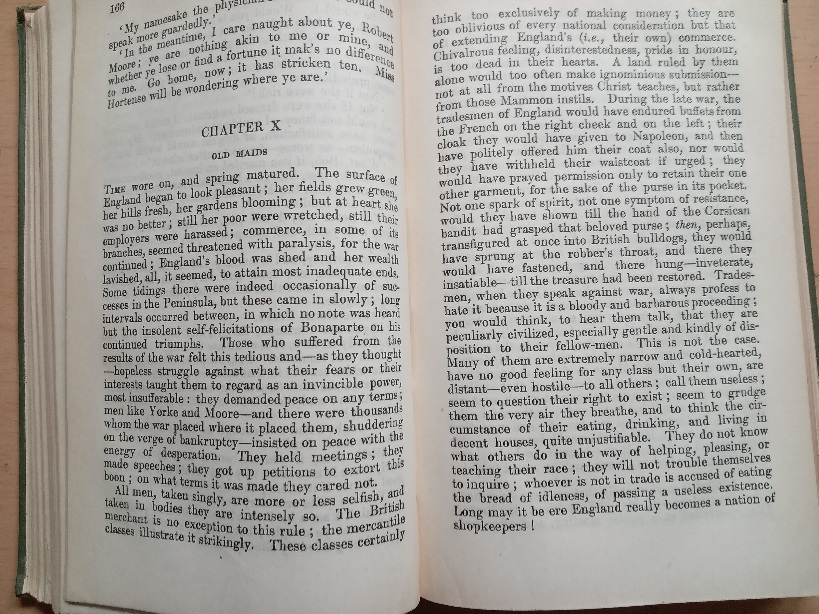 166
'My namesake the physician
speak more guardedly.' could not
'In the meantime, I care naught about ye, Robert
Moore; ye are nothing akin to me or mine, and
whether ye lose or find a fortune it mak's no difference
to me. Go home, now; it has stricken ten. Miss
Hortense will be wondering where ye are.'
CHAPTER X
OLD MAIDS
TIME wore on, and spring matured. The surface of
England began to look pleasant; her fields grew green,
her hills fresh, her gardens blooming; but at heart she
was no better; still her poor were wretched, still their
employers were harassed; commerce, in some of its
branches, seemed threatened with paralysis, for the war
continued; England's blood was shed and her wealth
lavished, all, it seemed, to attain most inadequate ends.
Some tidings there were indeed occasionally of suc-
cesses in the Peninsula, but these came in slowly; long
intervals occurred between, in which no note was heard
but the insolent self-felicitations of Bonaparte on his
continued triumphs. Those who suffered from the
results of the war felt this tedious and—as they thought
—hopeless struggle against what their fears or their
interests taught them to regard as an invincible power,
most insufferable: they demanded peace on any terms;
men like Yorke and Moore—and there were thousands
whom the war placed where it placed them, shuddering
on the verge of bankruptcy—insisted on peace with the
energy of desperation. They held meetings; they
made speeches; they got up petitions to extort this
boon; on what terms it was made they cared not.
All men, taken singly, are more or less selfish, and
taken in bodies they are intensely so. The British
merchant is no exception to this rule; the mercantile
classes illustrate it strikingly. These classes certainly
think too exclusively of making money; they are
too oblivious of every national consideration but that
of extending England's (i.e., their own) commerce.
Chivalrous feeling, disinterestedness, pride in honour,
is too dead in their hearts. A land ruled by them
alone would too often make ignominious submission—
not at all from the motives Christ teaches, but rather
from those Mammon instils. During the late war, the
tradesmen of England would have endured buffets from
the French on the right cheek and on the left; their
cloak they would have given to Napoleon, and then
have politely offered him their coat also, nor would
they have withheld their waistcoat if urged; they
would have prayed permission only to retain their one
other garment, for the sake of the purse in its pocket.
Not one spark of spirit, not one symptom of resistance,
would they have shown till the hand of the Corsican
bandit had grasped that beloved purse; then, perhaps,
transfigured at once into British bulldogs, they would
have sprung at the robber's throat, and there they
would have fastened, and there hung—inveterate,
insatiable—till the treasure had been restored. Trades-
men, when they speak against war, always profess to
hate it because it is a bloody and barbarous proceeding;
you would think, to hear them talk, that they are
peculiarly civilized, especially gentle and kindly of dis-
position to their fellow-men. This is not the case.
Many of them are extremely narrow and cold-hearted,
have no good feeling for any class but their own, are
distant—even hostile—to all others; call them useless;
seem to question their right to exist; seem to grudge
them the very air they breathe, and to think the cir-
cumstance of their eating, drinking, and living in
decent houses, quite unjustifiable. They do not know
what others do in the way of helping, pleasing, or
teaching their race; they will not trouble themselves
to inquire; whoever is not in trade is accused of eating
the bread of idleness, of passing a useless existence.
Long may it be ere England really becomes a nation of
shopkeepers!